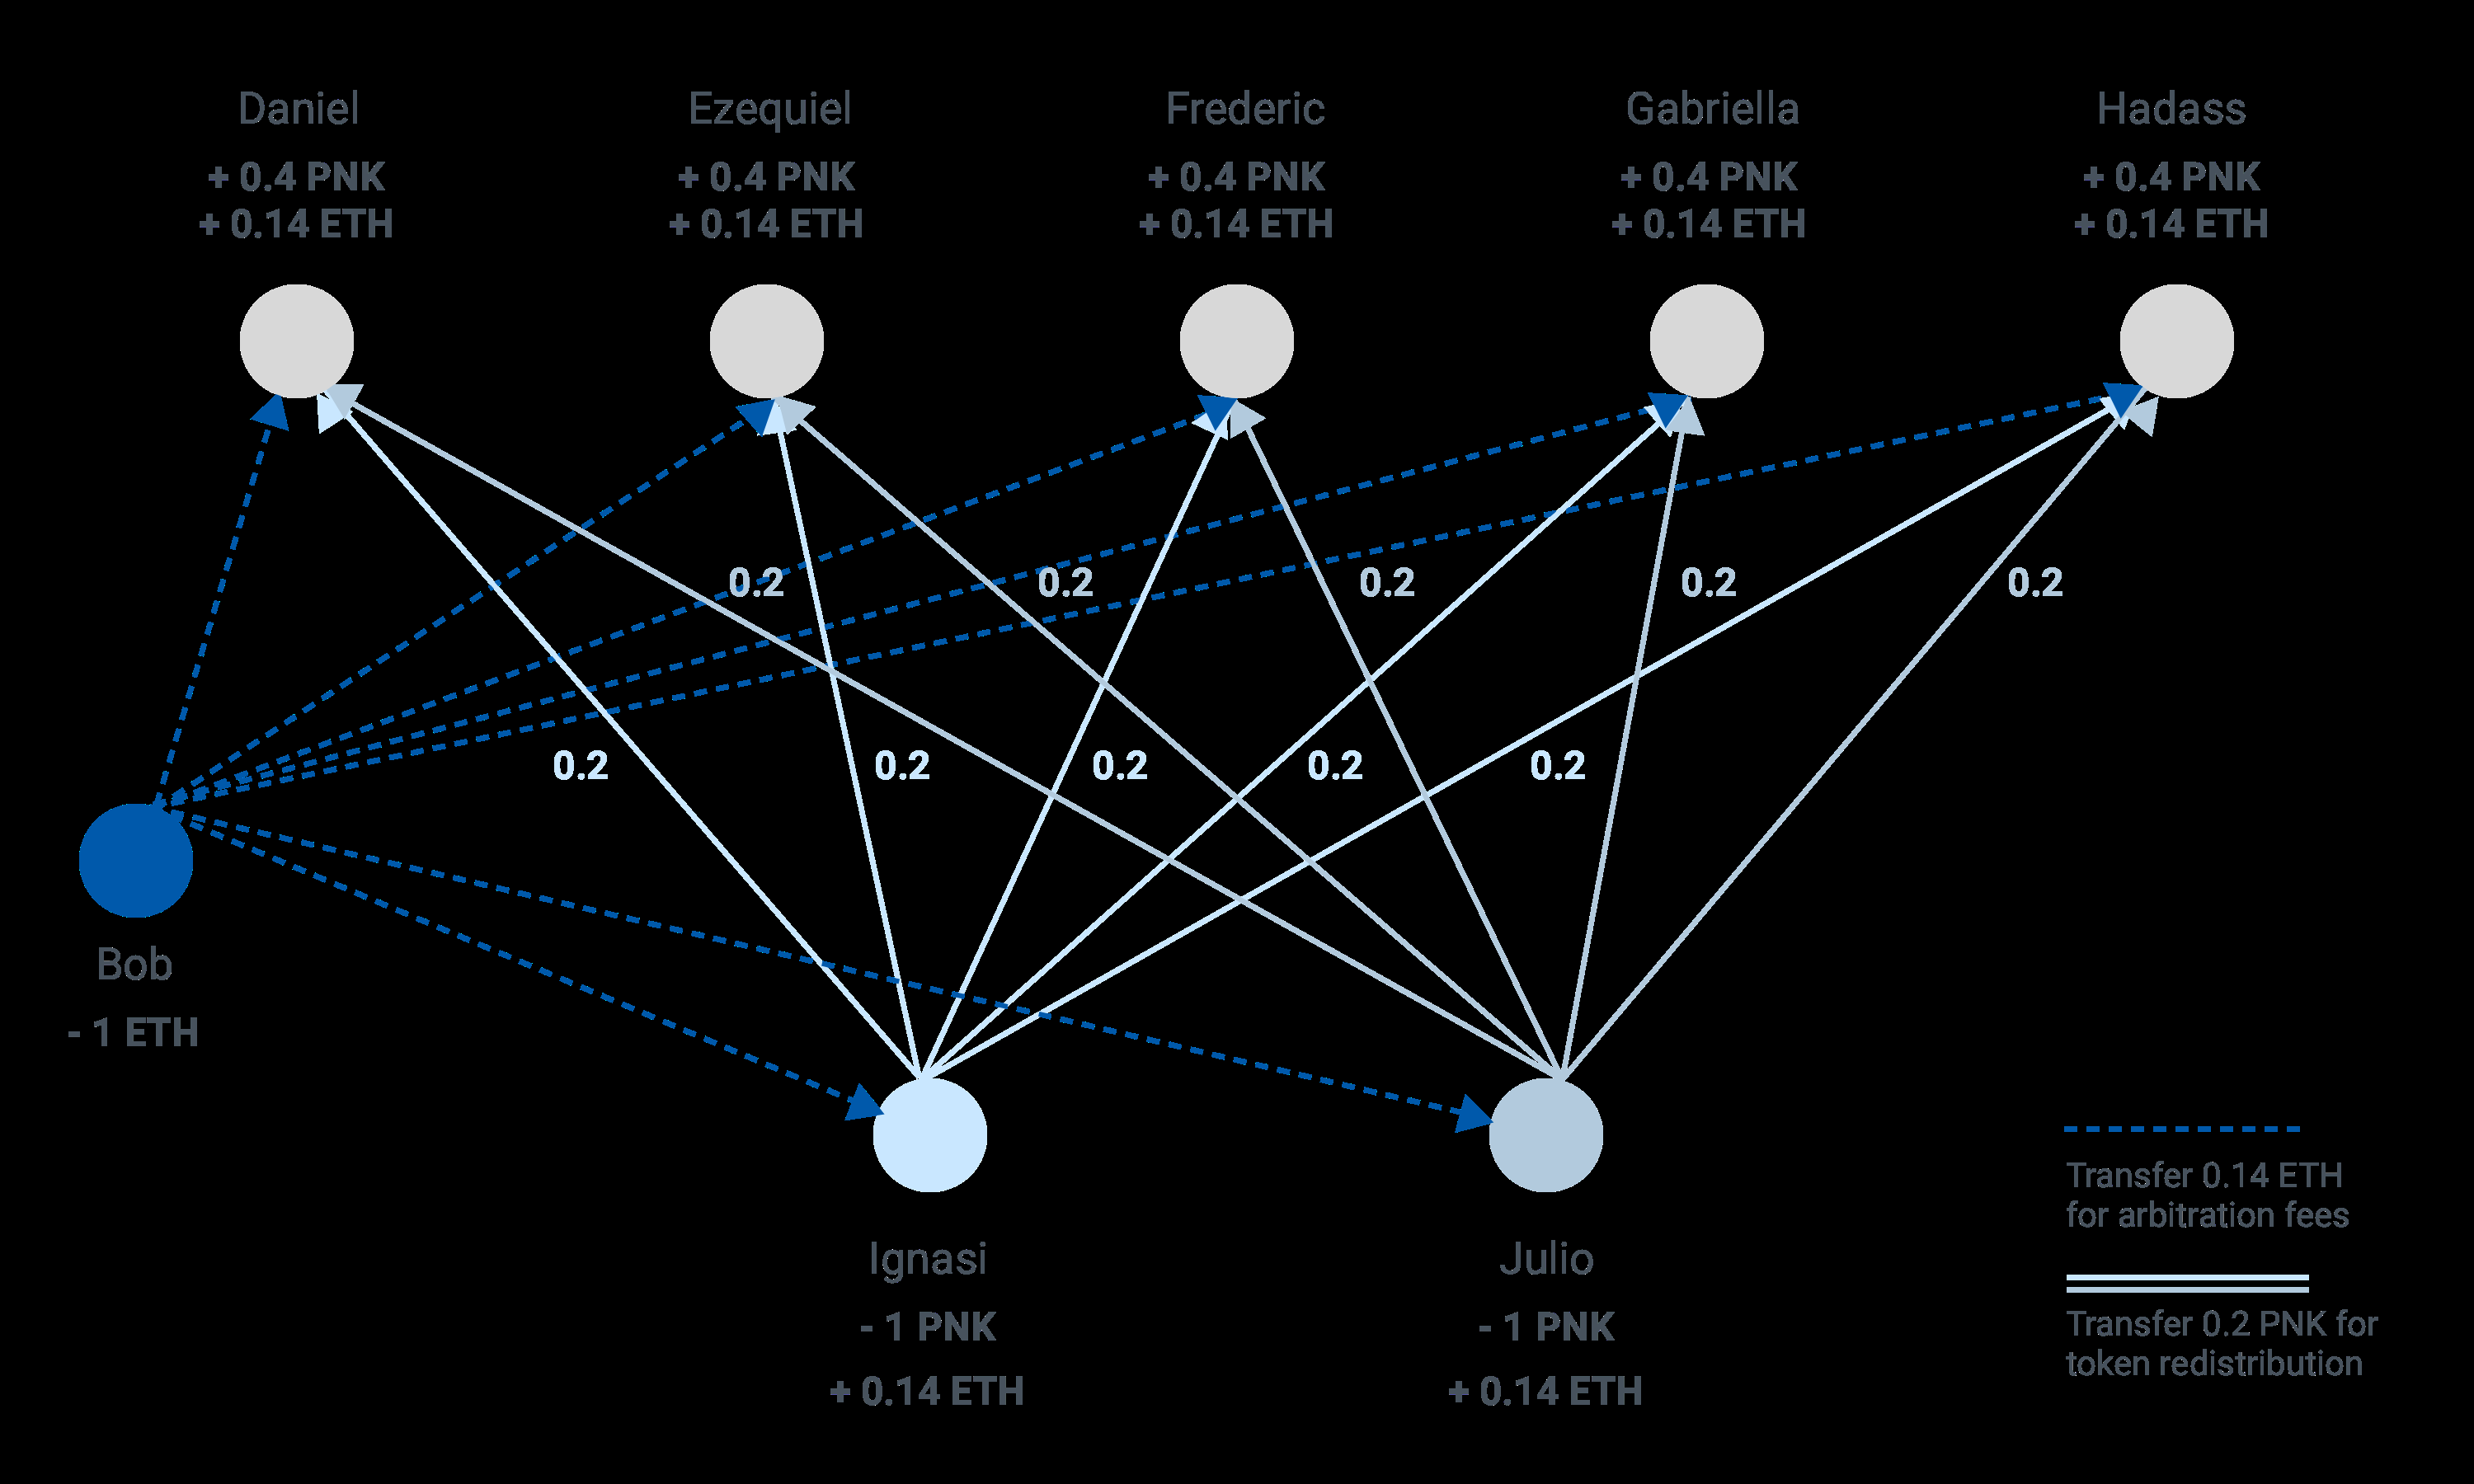 Daniel
+ 0.4 PNK
+ 0.14 ETH
Ezequiel
+ 0.4 PNK
+ 0.14 ETH
Frederic
+ 0.4 PNK
+ 0.14 ETH
Gabriella
+ 0.4 PNK
+ 0.14 ETH
Hadass
+ 0.4 PNK
+ 0.14 ETH
0.2
0.2
0.2
0.2
0.2
0.2
0.2
0.2
0.2
0.2
Bob
- 1 ETH
Ignasi
- 1 PNK
+ 0.14 ETH
Julio
- 1 PNK
+ 0.14 ETH
Transfer 0.14 ETH
for arbitration fees
Transfer 0.2 PNK for
token redistribution